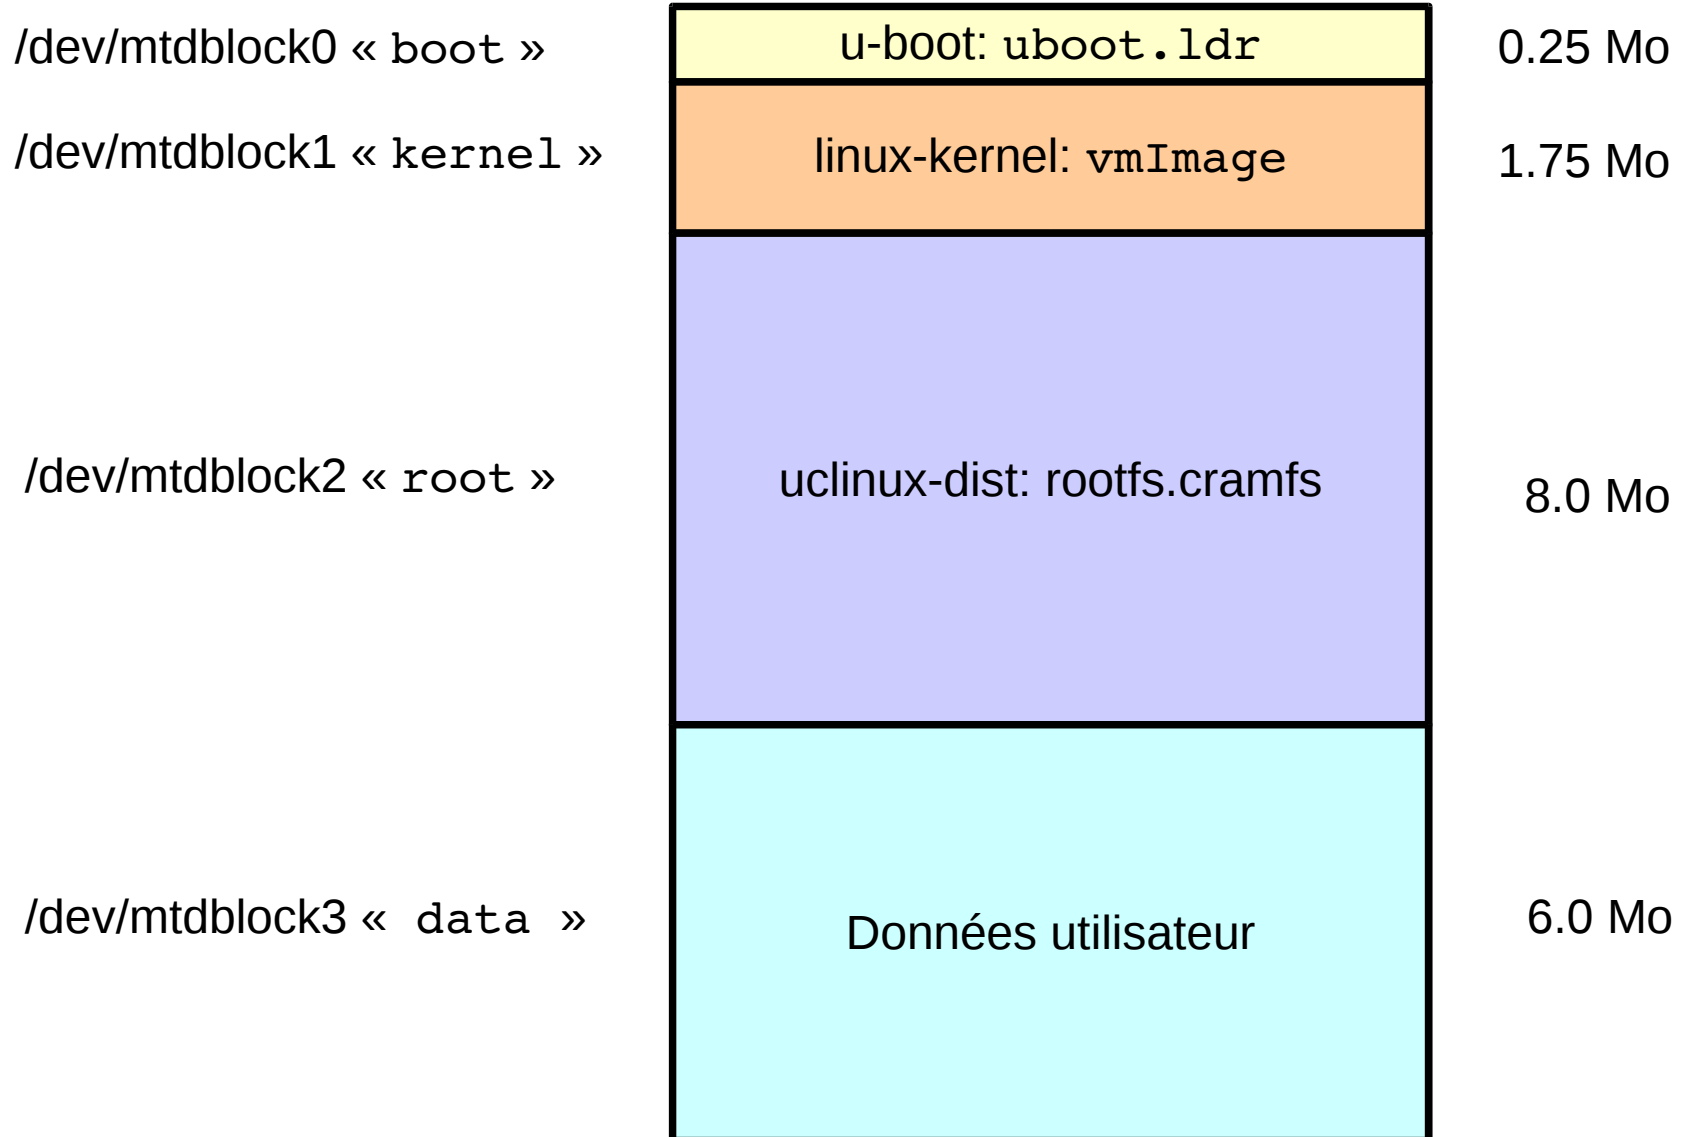 /dev/mtdblock0 « boot » u-boot: uboot.ldr 0.25 Mo
/dev/mtdblock1 « kernel » linux-kernel: vmImage 1.75 Mo
/dev/mtdblock2 « root » uclinux-dist: rootfs.cramfs 8.0 Mo
/dev/mtdblock3 « data » Données utilisateur 6.0 Mo